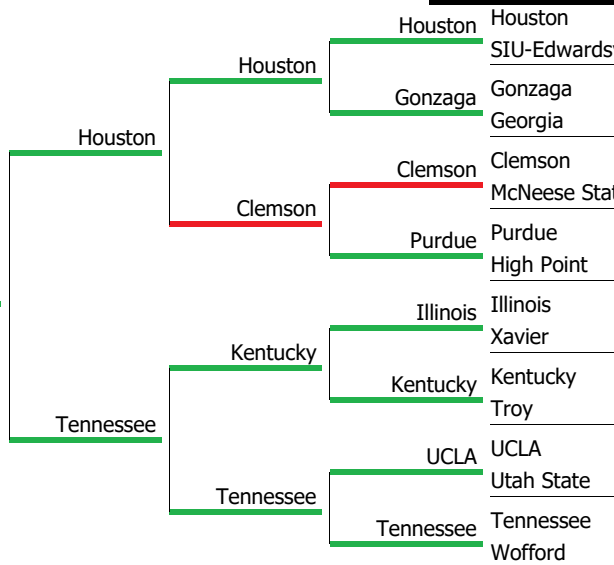 Houston
SIU-Edwards
Gonzaga
Georgia
Clemson
McNeese Stat
Purdue
High Point
Illinois
Xavier
Kentucky
Troy
UCLA
Utah State
Tennessee
Wofford
Houston
Gonzaga
Clemson
Purdue
Illinois
Kentucky
UCLA
Tennessee
Houston
Clemson
Kentucky
Tennessee
Houston
Tennessee